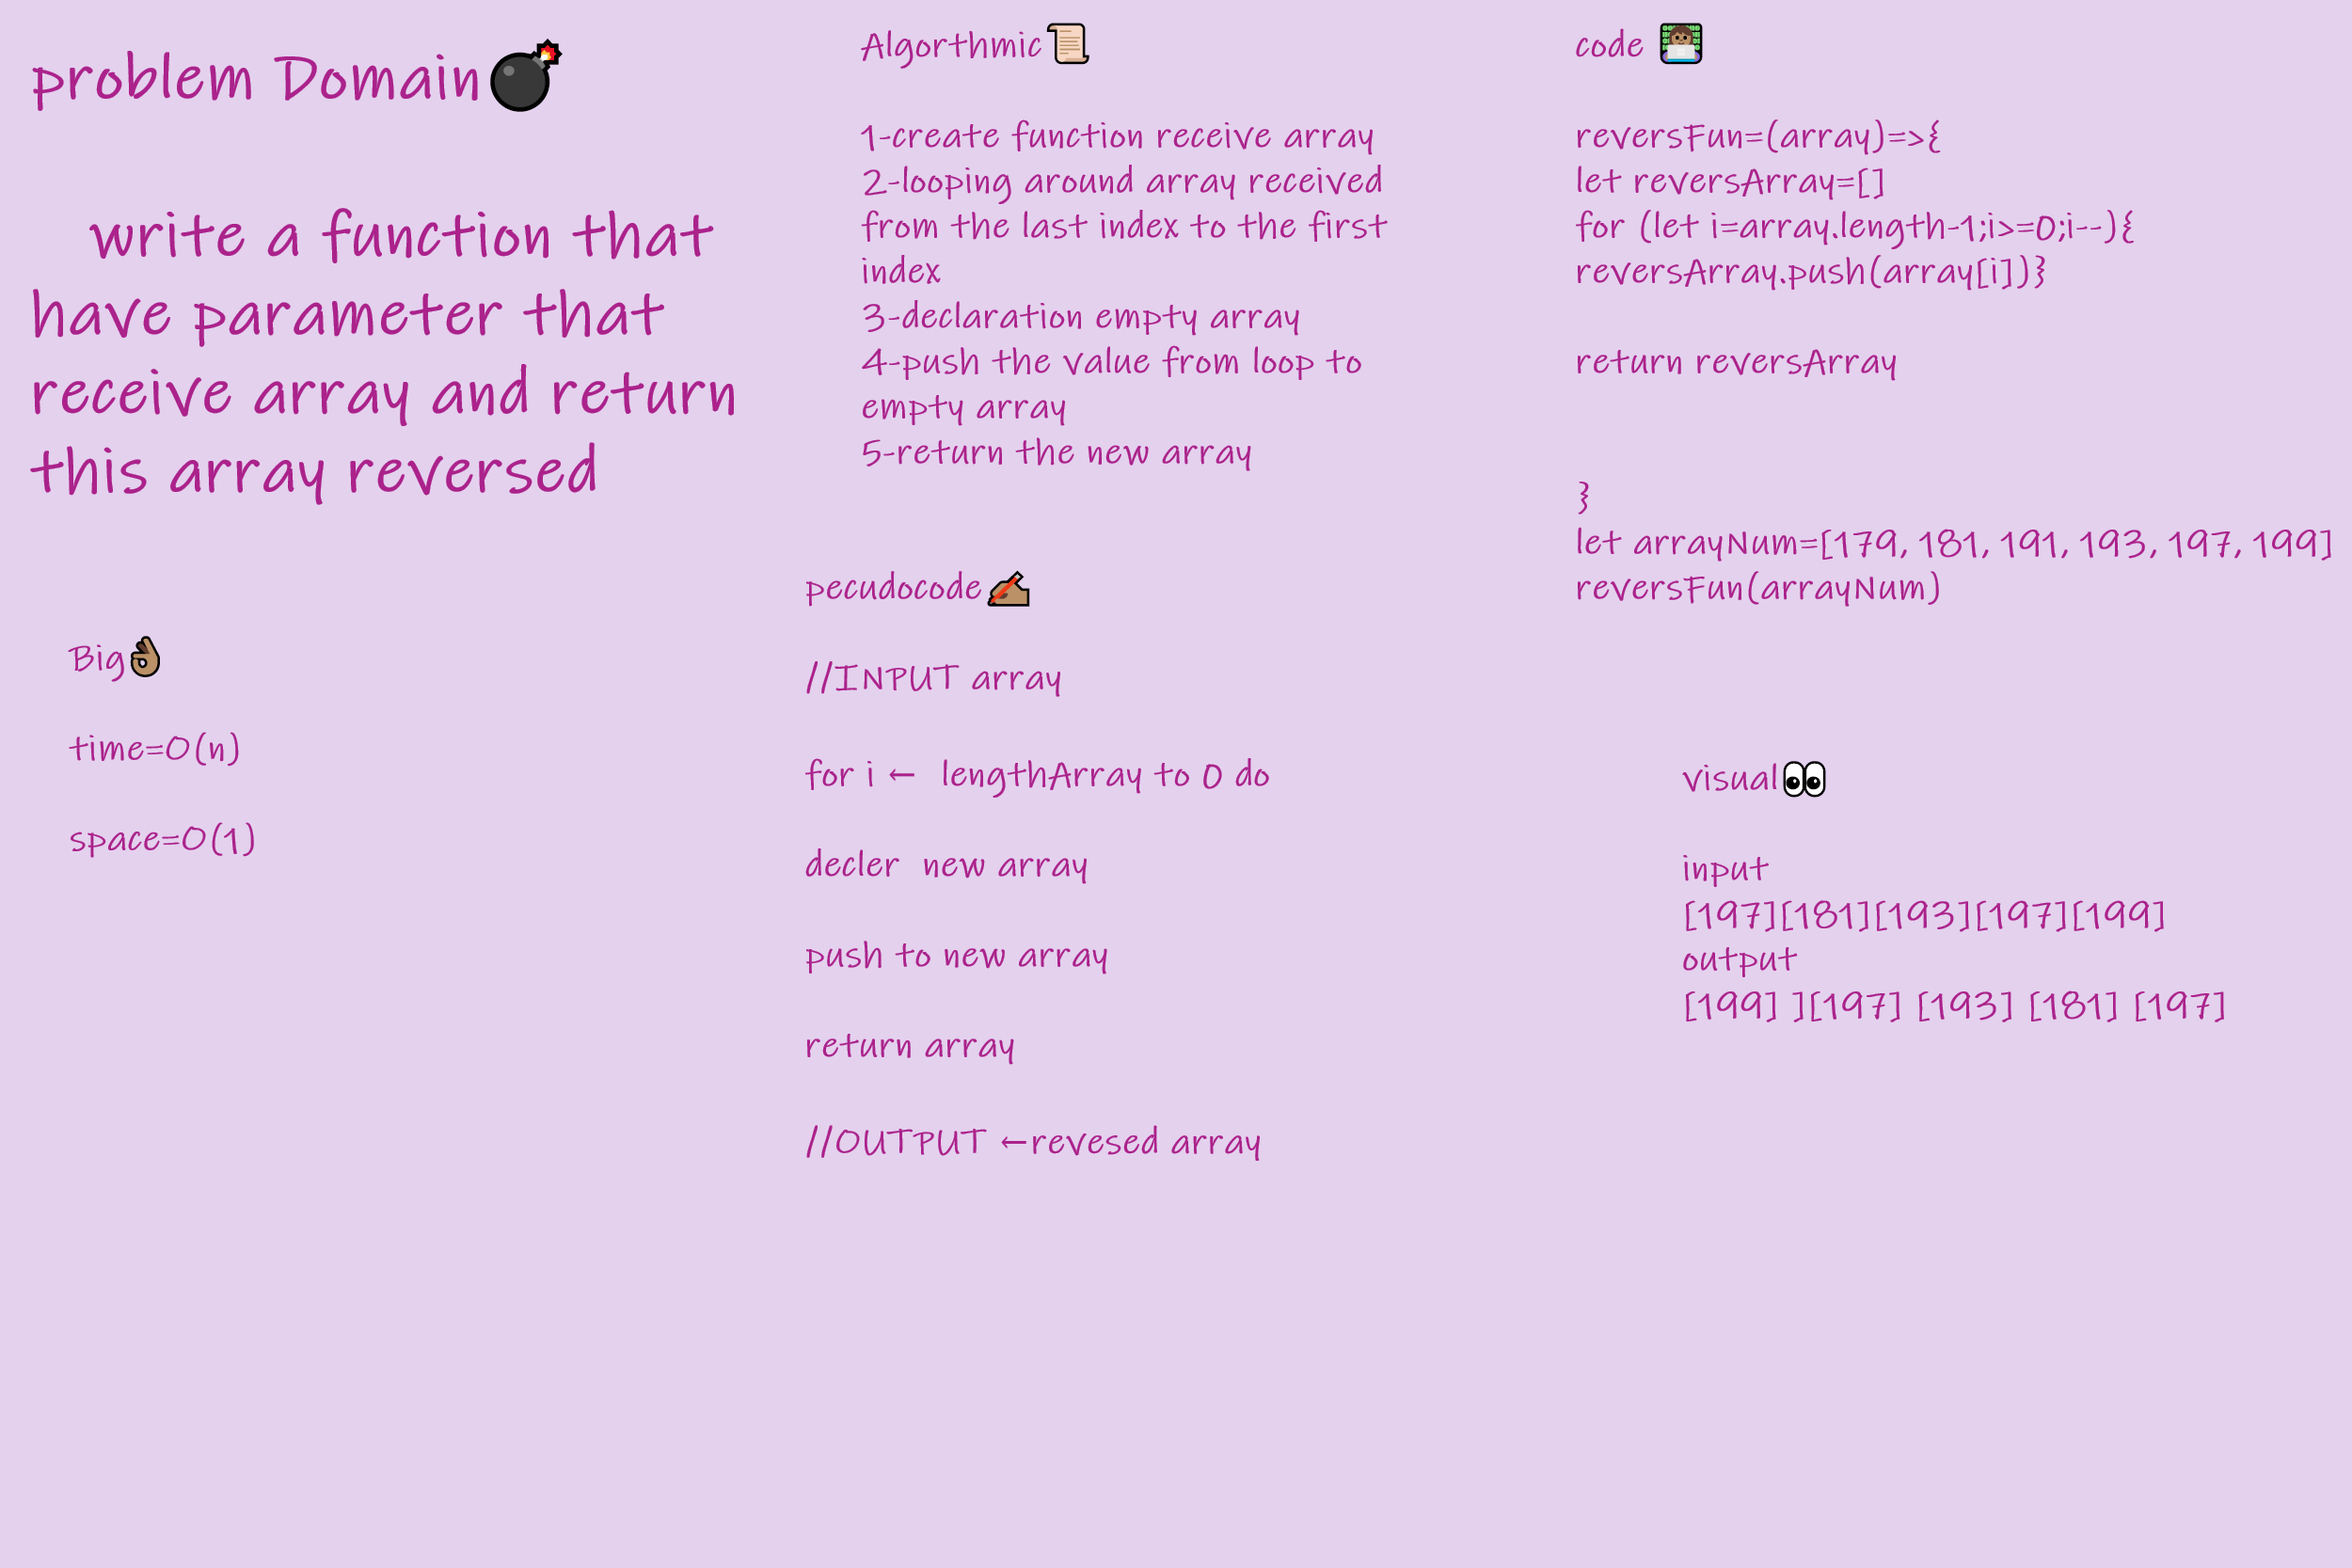 problem Domain💣
write a function that
have parameter that
receive array and return
this array reversed
Big👌🏽
time=O(n)
space=O(1)
Algorthmic📜
1-create function receive array
2-looping around array received
from the last index to the first
index
3-declaration empty array
4-push the value from loop to
empty array
5-return the new array
pecudocode✍🏽
//INPUT array
for i ← lengthArray to 0 do
decler new array
push to new array
return array
//OUTPUT ←revesed array
code 👩🏽‍💻
reversFun=(array)=>{
let reversArray=[]
for (let i=array.length-1;i>=0;i--){
reversArray.push(array[i])}
return reversArray
}
let arrayNum=[179, 181, 191, 193, 197, 199]
reversFun(arrayNum)
visual👀
input
[197][181][193][197][199]
output
[199] ][197] [193] [181] [197]